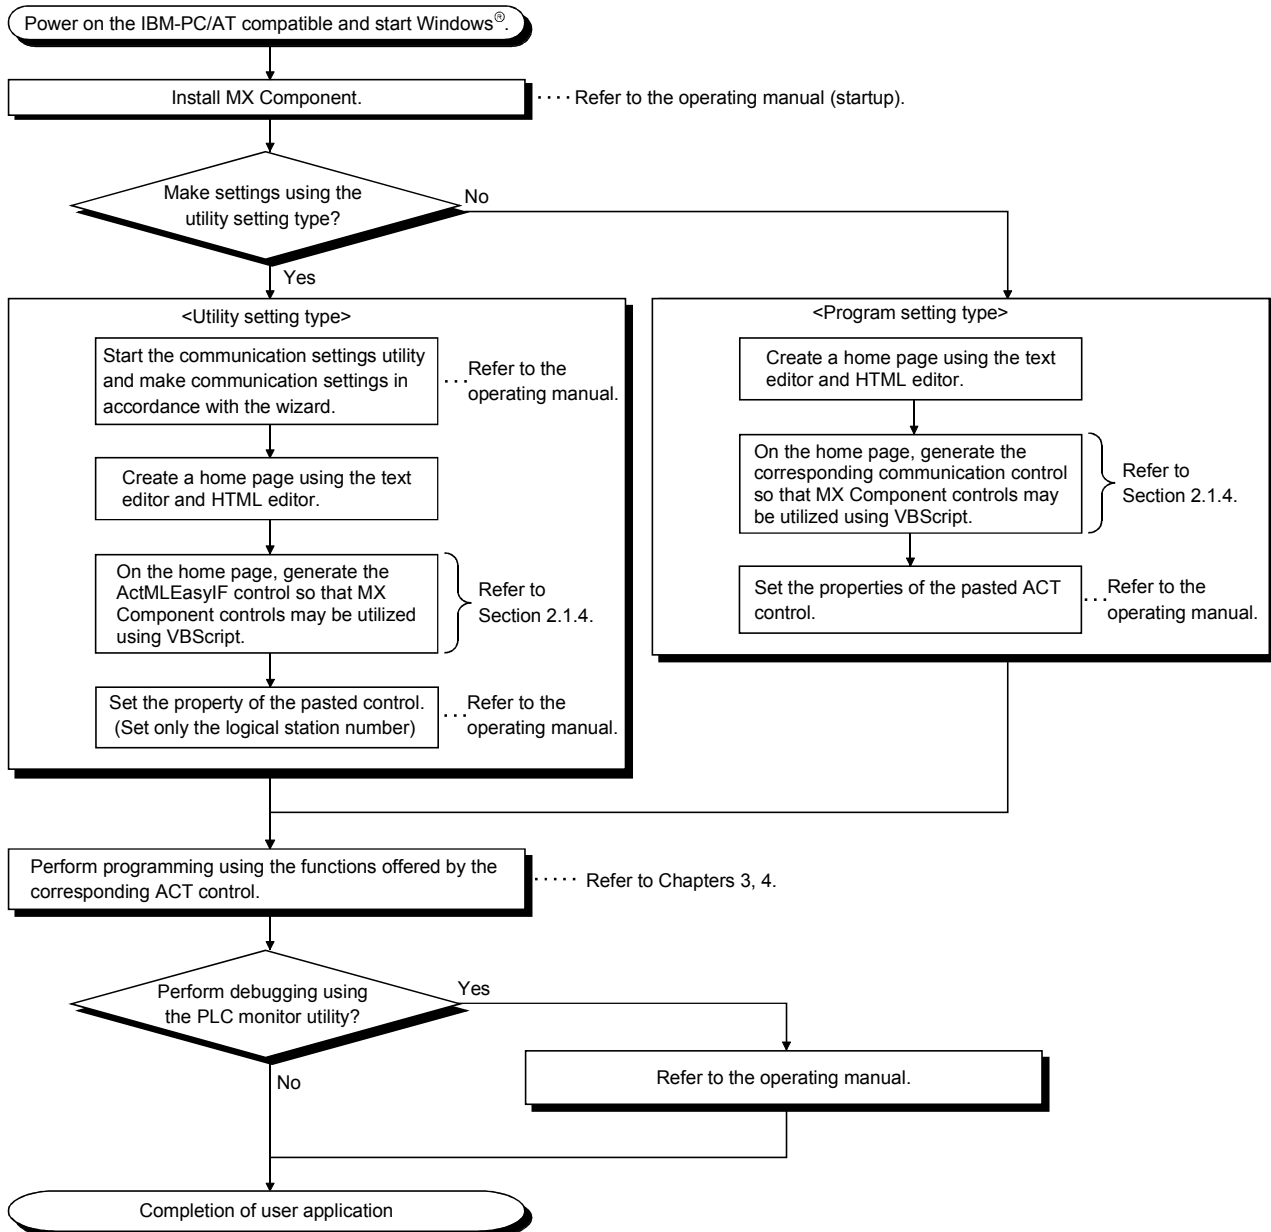 Power on the IBM-PC/AT compatible and start Windows®.
Install MX Component.
····Refer to the operating manual (startup).
Make settings using the
utility setting type?
No
Yes
<Utility setting type>
Start the communication settings utility
and make communication settings in
accordance with the wizard.
···Refer to the
operating manual.
Create a home page using the text
editor and HTML editor.
On the home page, generate the
ActMLEasyIF control so that MX
Component controls may be utilized
using VBScript.
Refer to
Section 2.1.4.
Set the property of the pasted control.
(Set only the logical station number)
···Refer to the
operating manual.
<Program setting type>
Create a home page using the text
editor and HTML editor.
On the home page, generate the
corresponding communication control
so that MX Component controls may
be utilized using VBScript.
Refer to
Section 2.1.4.
Set the properties of the pasted ACT
control.
···Refer to the
operating manual.
Perform programming using the functions offered by the
corresponding ACT control.
····· Refer to Chapters 3, 4.
Perform debugging using
the PLC monitor utility?
Yes
No
Refer to the operating manual.
Completion of user application